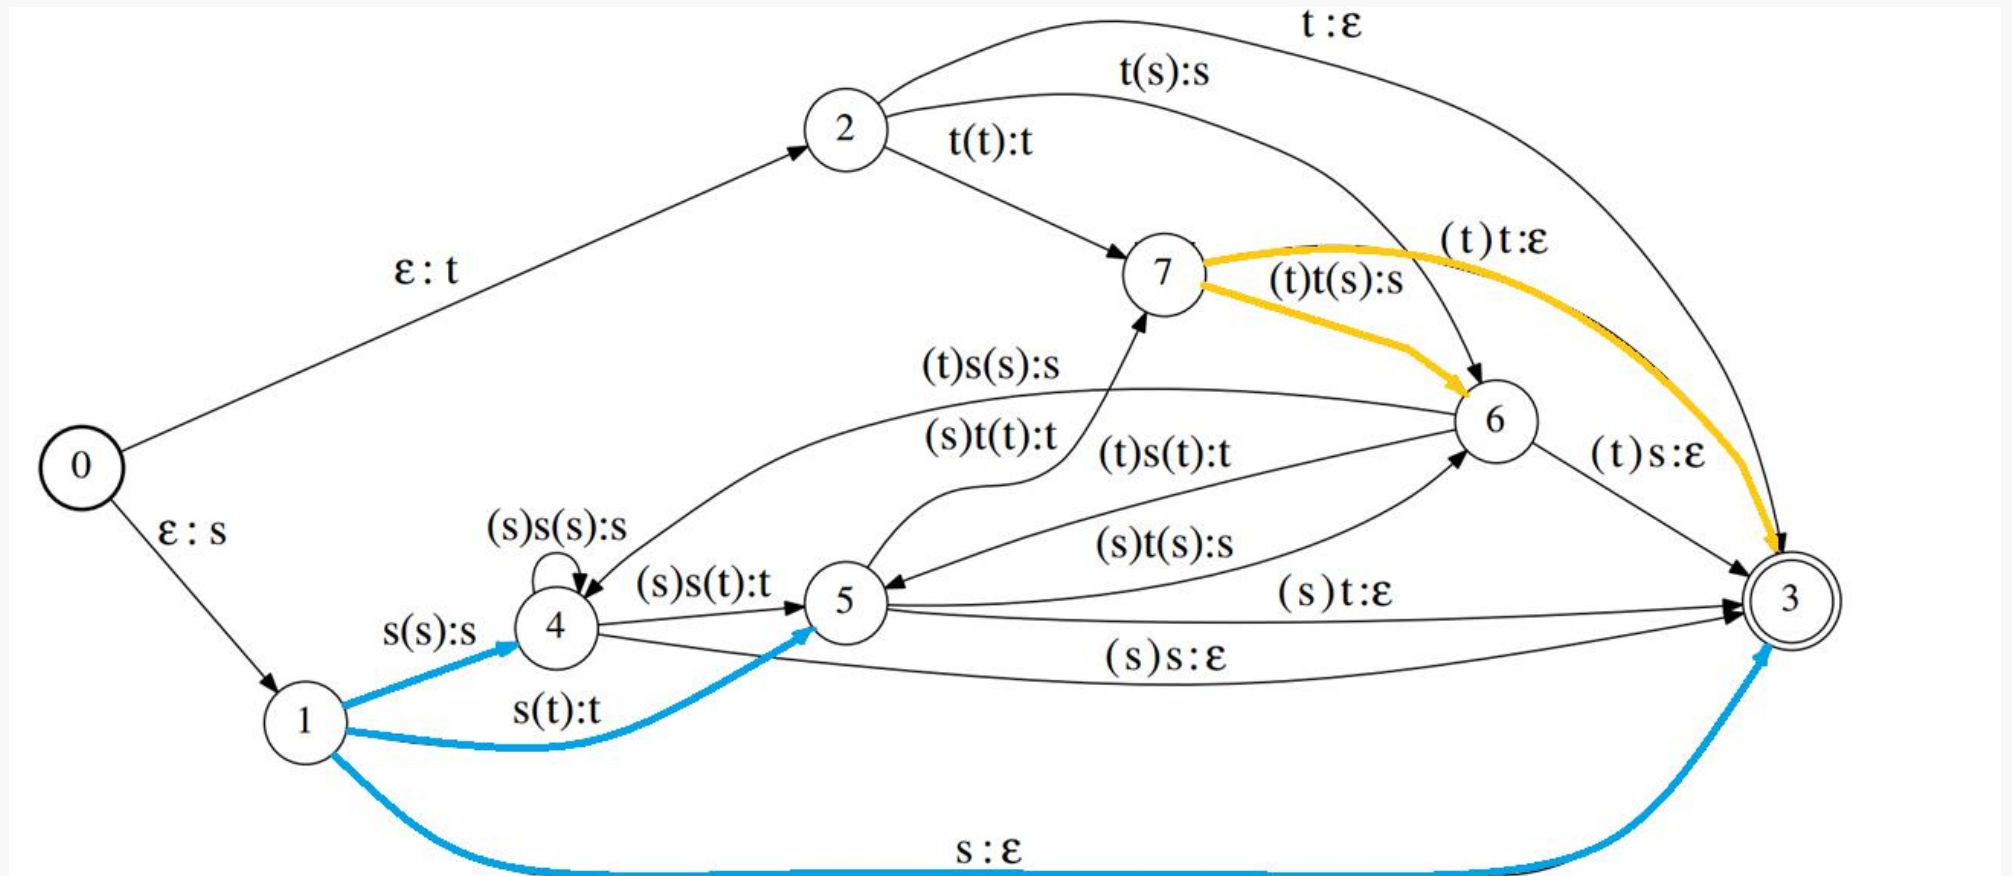 t:ε
t(s):s
2
t(t):t
(t)t:ε
ε:t
7
(t)t(s):s
(t)s(s):s
6
(s)t(t):t
(t)s(t):t
(t)s:ε
0
ε:s
(s)s(s):s
(s)t(s):s
(s)s(t):t
5
(s)t:ε
3
s(s):s
4
(s)s:ε
1
s(t):t
s:ε